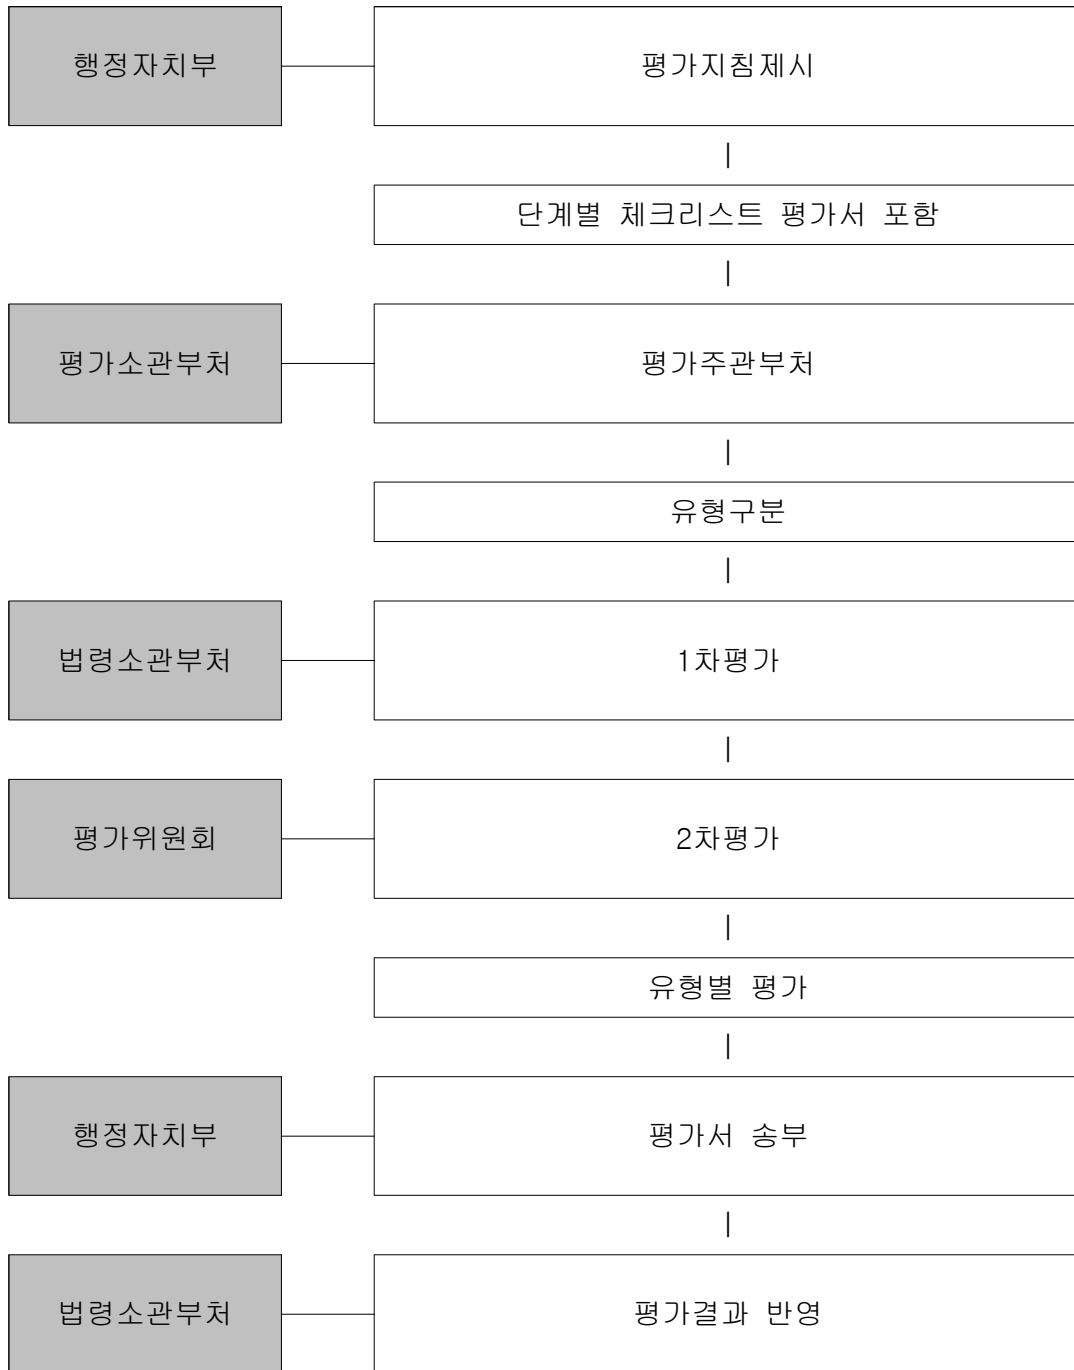 행정자치부
평가지침제시
단계별 체크리스트 평가서 포함
평가소관부처
평가주관부처
유형구분
법령소관부처
1차평가
평가위원회
2차평가
유형별 평가
행정자치부
평가서 송부
법령소관부처
평가결과 반영